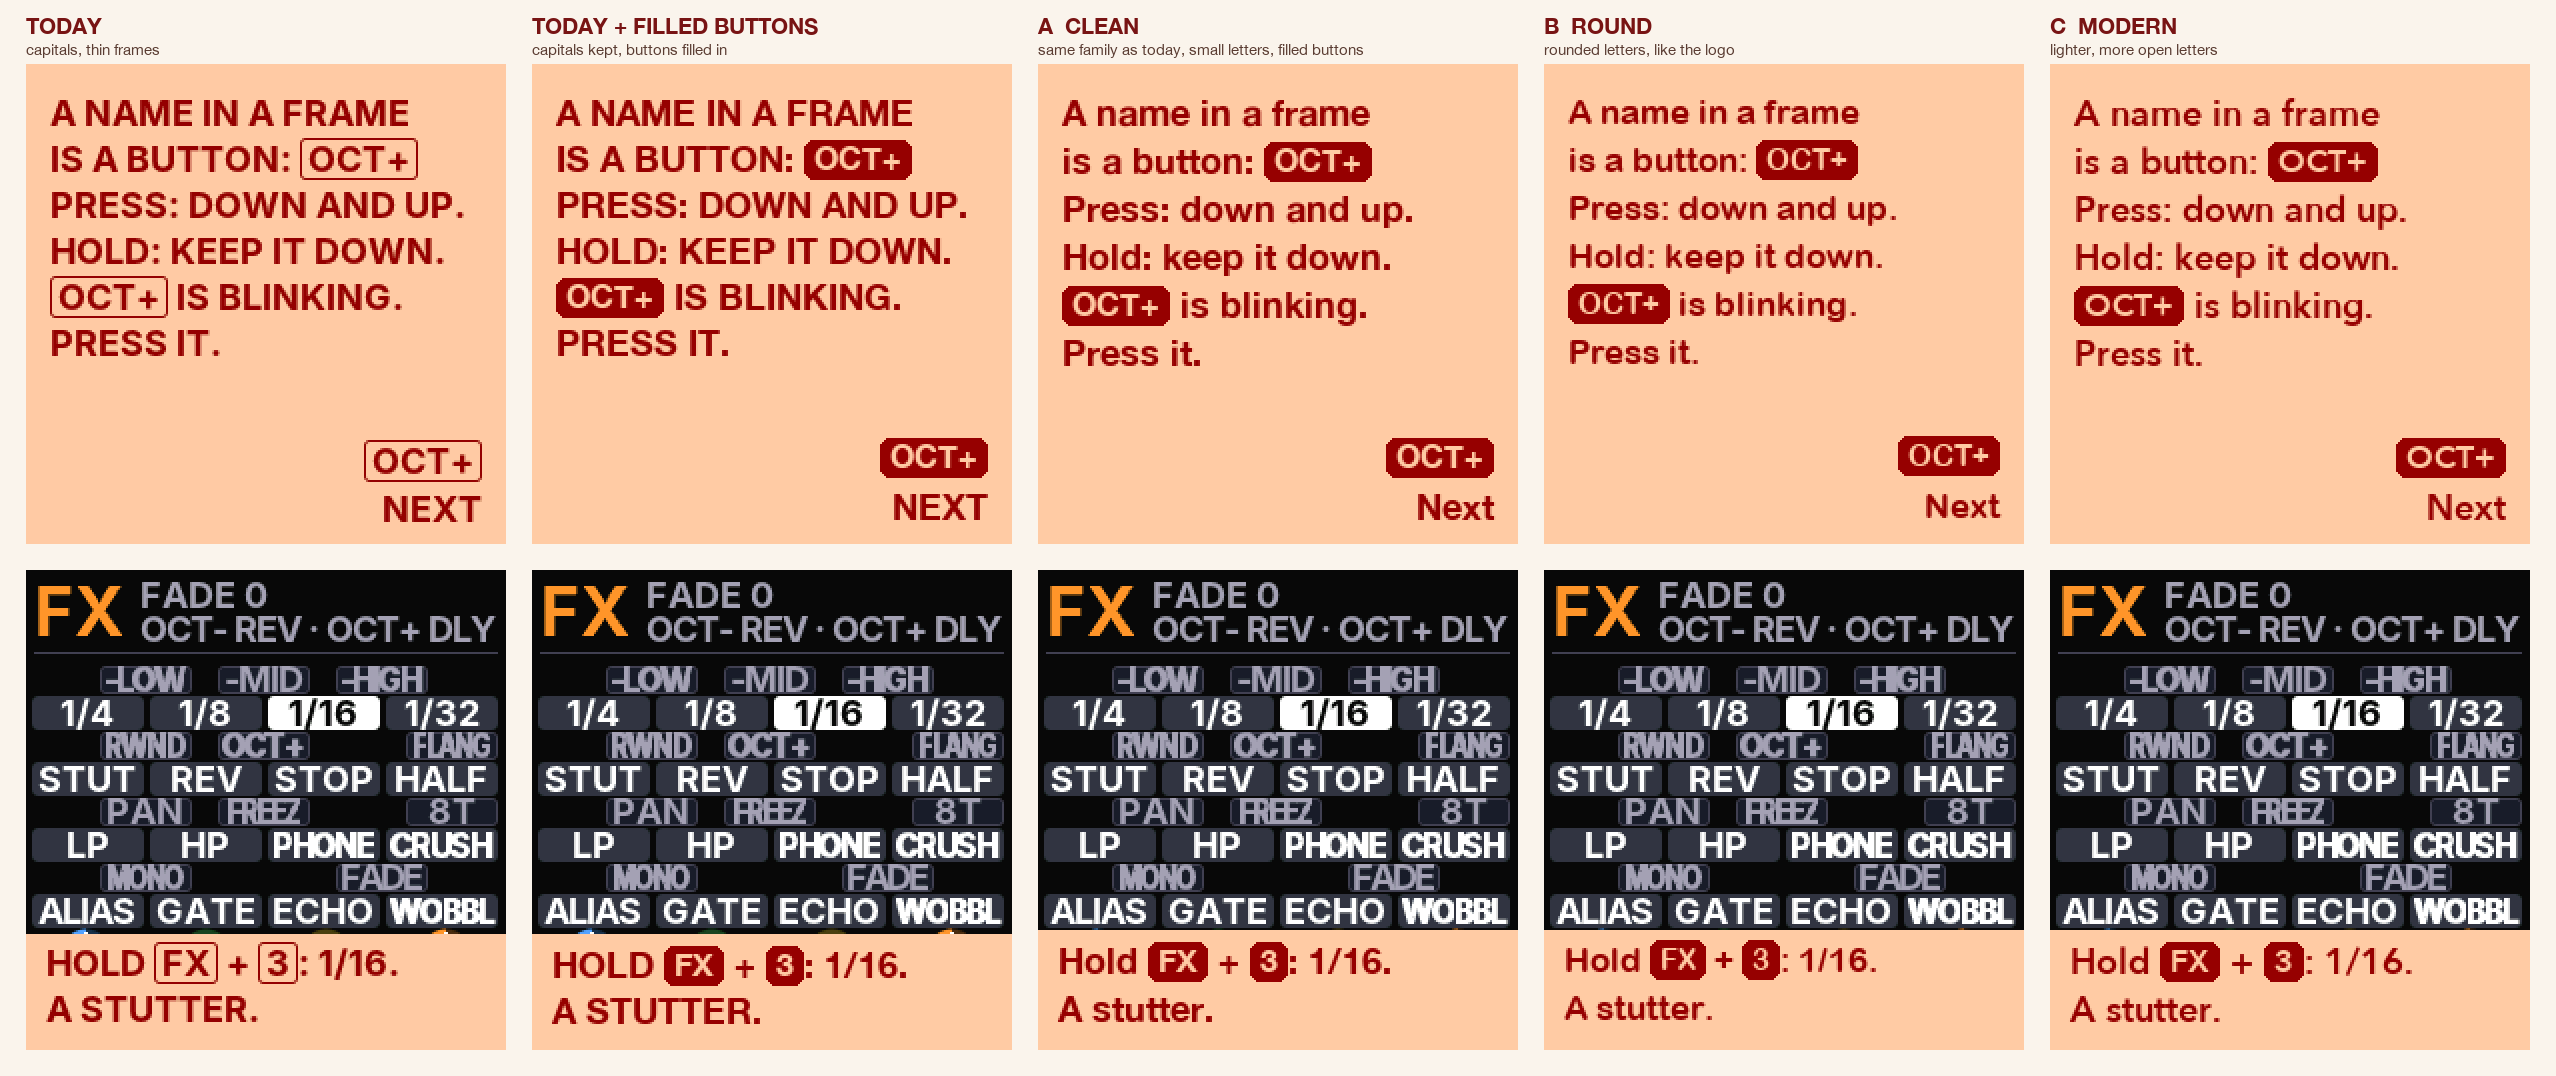 TODAY
capitals, thin frames
A NAME IN A FRAME
IS A BUTTON: OCT+
PRESS: DOWN AND UP.
HOLD: KEEP IT DOWN.
OCT+ IS BLINKING.
PRESS IT.
OCT+
NEXT
TODAY + FILLED BUTTONS
capitals kept, buttons filled in
A NAME IN A FRAME
IS A BUTTON: OCT+
PRESS: DOWN AND UP.
HOLD: KEEP IT DOWN.
OCT+ IS BLINKING.
PRESS IT.
OCT+
NEXT
A CLEAN
same family as today, small letters, filled buttons
A name in a frame
is a button: OCT+
Press: down and up.
Hold: keep it down.
OCT+ is blinking.
Press it.
OCT+
Next
B ROUND
rounded letters, like the logo
A name in a frame
is a button: OCT+
Press: down and up.
Hold: keep it down.
OCT+ is blinking.
Press it.
OCT+
Next
C MODERN
lighter, more open letters
A name in a frame
is a button: OCT+
Press: down and up.
Hold: keep it down.
OCT+ is blinking.
Press it.
OCT+
Next
FX FADE 0
OCT- REV · OCT+ DLY
-LOW -MID -HIGH
1/4 1/8 1/16 1/32
RWND OCT+ FLANG
STUT REV STOP HALF
PAN FREEZ 8T
LP HP PHONE CRUSH
MONO FADE
ALIAS GATE ECHO WOBBL
HOLD FX + 3: 1/16.
A STUTTER.
FX FADE 0
OCT- REV · OCT+ DLY
-LOW -MID -HIGH
1/4 1/8 1/16 1/32
RWND OCT+ FLANG
STUT REV STOP HALF
PAN FREEZ 8T
LP HP PHONE CRUSH
MONO FADE
ALIAS GATE ECHO WOBBL
HOLD FX + 3: 1/16.
A STUTTER.
FX FADE 0
OCT- REV · OCT+ DLY
-LOW -MID -HIGH
1/4 1/8 1/16 1/32
RWND OCT+ FLANG
STUT REV STOP HALF
PAN FREEZ 8T
LP HP PHONE CRUSH
MONO FADE
ALIAS GATE ECHO WOBBL
Hold FX + 3: 1/16.
A stutter.
FX FADE 0
OCT- REV · OCT+ DLY
-LOW -MID -HIGH
1/4 1/8 1/16 1/32
RWND OCT+ FLANG
STUT REV STOP HALF
PAN FREEZ 8T
LP HP PHONE CRUSH
MONO FADE
ALIAS GATE ECHO WOBBL
Hold FX + 3: 1/16.
A stutter.
FX FADE 0
OCT- REV · OCT+ DLY
-LOW -MID -HIGH
1/4 1/8 1/16 1/32
RWND OCT+ FLANG
STUT REV STOP HALF
PAN FREEZ 8T
LP HP PHONE CRUSH
MONO FADE
ALIAS GATE ECHO WOBBL
Hold FX + 3: 1/16.
A stutter.